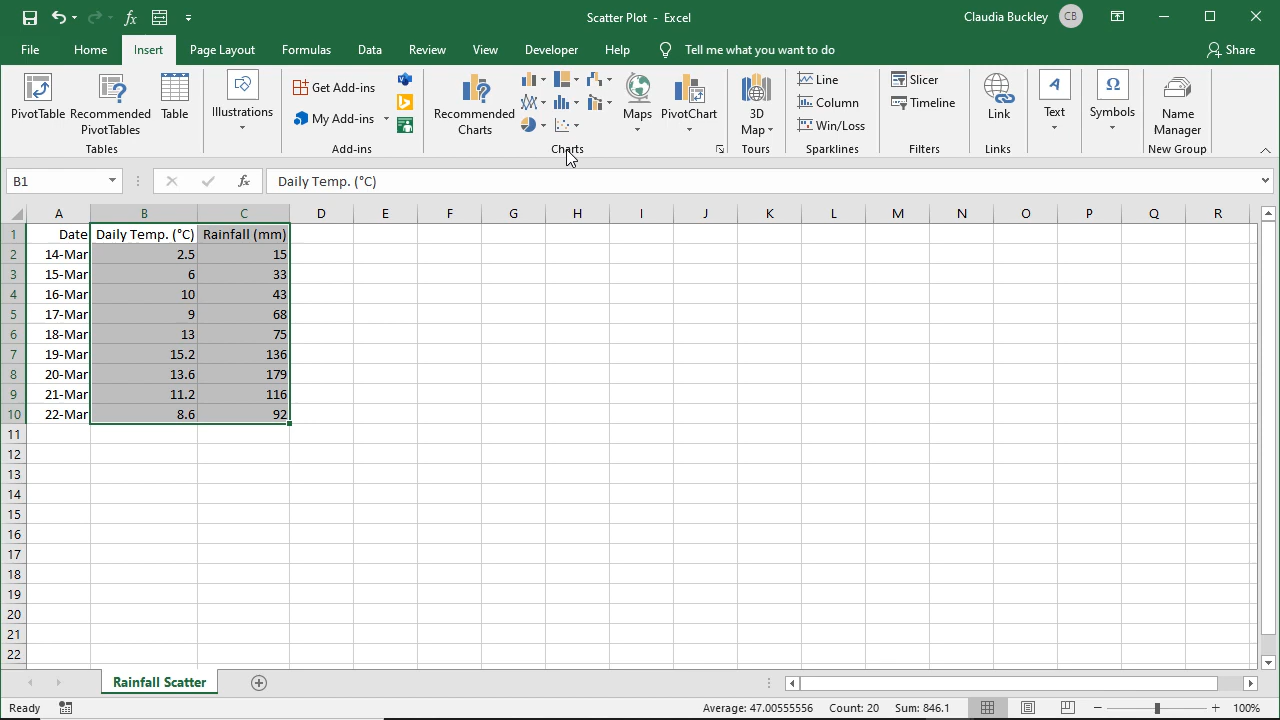 Scatter Plot - Excel
Claudia Buckley CB
File Home Insert Page Layout Formulas Data Review View Developer Help Tell me what you want to do Share
PivotTable
Recommended
PivotTables
Table
Tables
Illustrations
Get Add-ins
My Add-ins
Add-ins
Recommended
Charts
Maps
PivotChart
Charts
3D
Map
Tours
Line
Column
Win/Loss
Sparklines
Slicer
Timeline
Filters
Link
Links
Text
Symbols
Name
Manager
New Group
B1 fx Daily Temp. (°C)
A B C D E F G H I J K L M N O P Q R
1 Date Daily Temp. (°C) Rainfall (mm)
2 14-Mar 2.5 15
3 15-Mar 6 33
4 16-Mar 10 43
5 17-Mar 9 68
6 18-Mar 13 75
7 19-Mar 15.2 136
8 20-Mar 13.6 179
9 21-Mar 11.2 116
10 22-Mar 8.6 92
11
12
13
14
15
16
17
18
19
20
21
22
Rainfall Scatter
Ready Average: 47.00555556 Count: 20 Sum: 846.1 100%